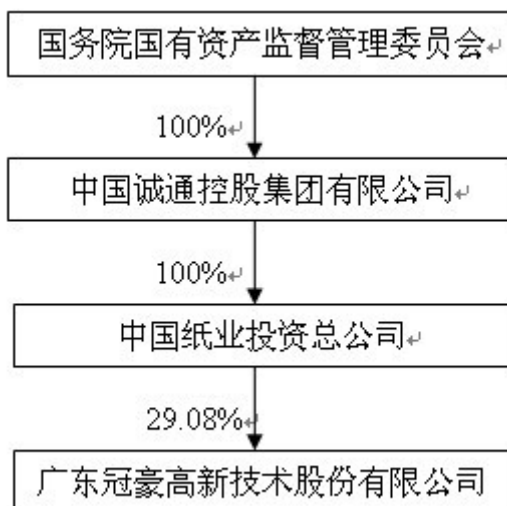 国务院国有资产监督管理委员会
100%
中国诚通控股集团有限公司
100%
中国纸业投资总公司
29.08%
广东冠豪高新技术股份有限公司